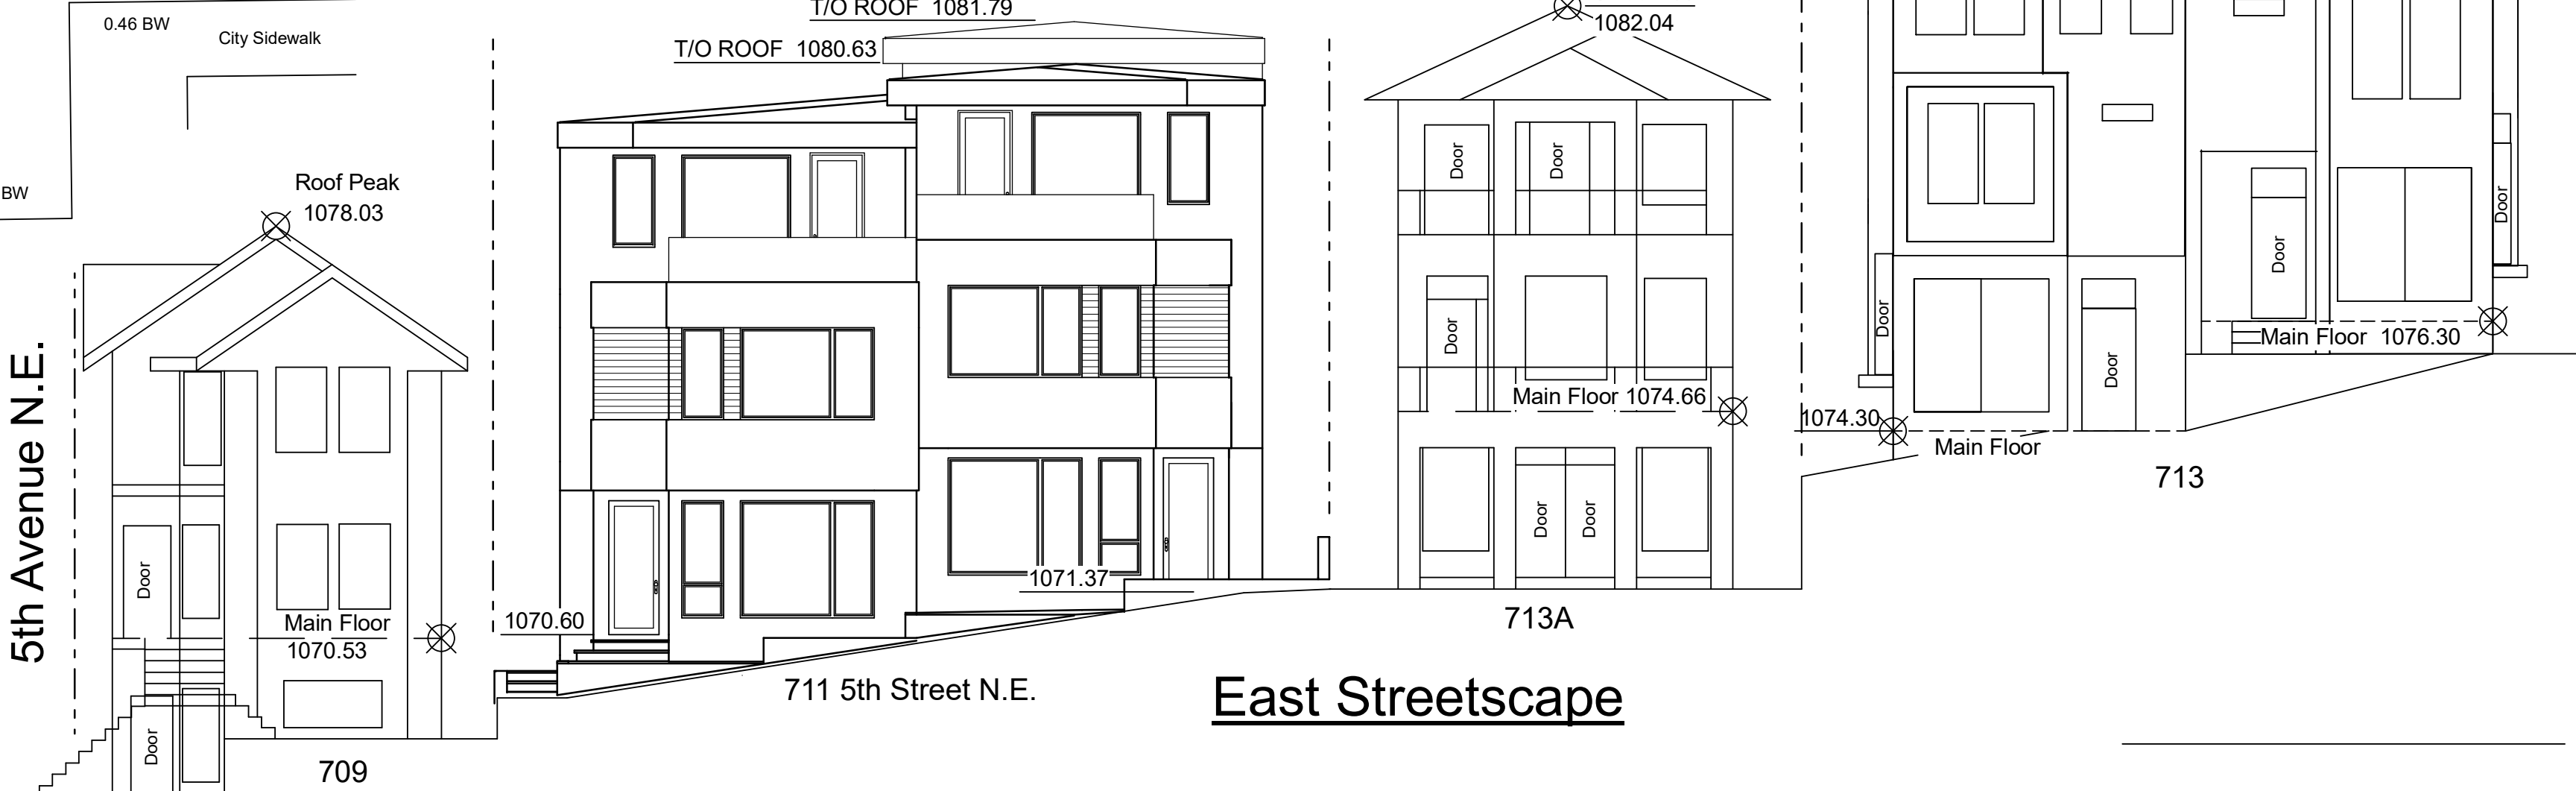 0.46 BW
City Sidewalk
BW
T/O ROOF 1081.79
T/O ROOF 1080.63
1082.04
Roof Peak
1078.03
5th Avenue N.E.
Door
Door
Main Floor
1070.53
709
1070.60
1071.37
711 5th Street N.E.
East Streetscape
Door
Door
Door
Main Floor 1074.66
Door
Door
713A
Door
1074.30
Main Floor
Door
Door
Door
Main Floor 1076.30
713